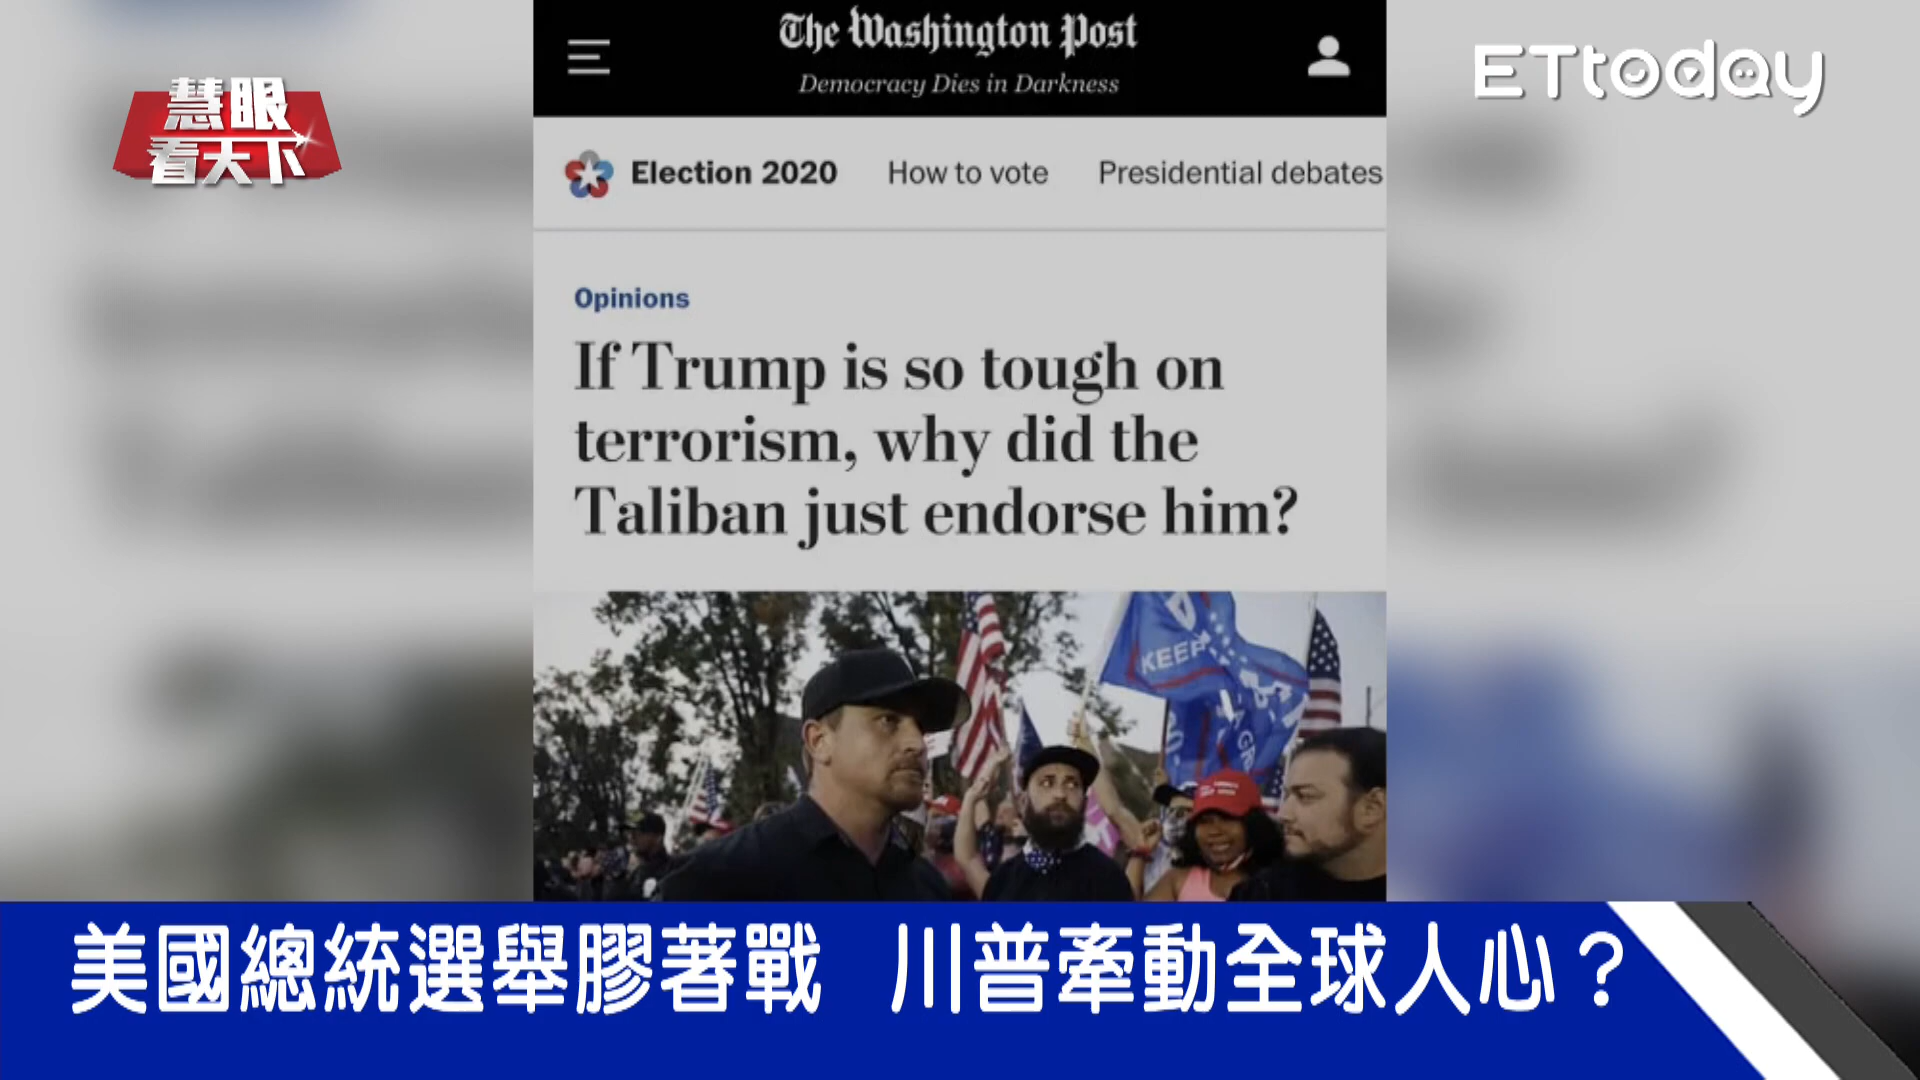 The Washington Post
Democracy Dies in Darkness
ETtoday
慧眼
看天下
Election 2020 How to vote Presidential debates
Opinions
If Trump is so tough on
terrorism, why did the
Taliban just endorse him?
KEEP
美國總統選舉膠著戰 川普牽動全球人心？